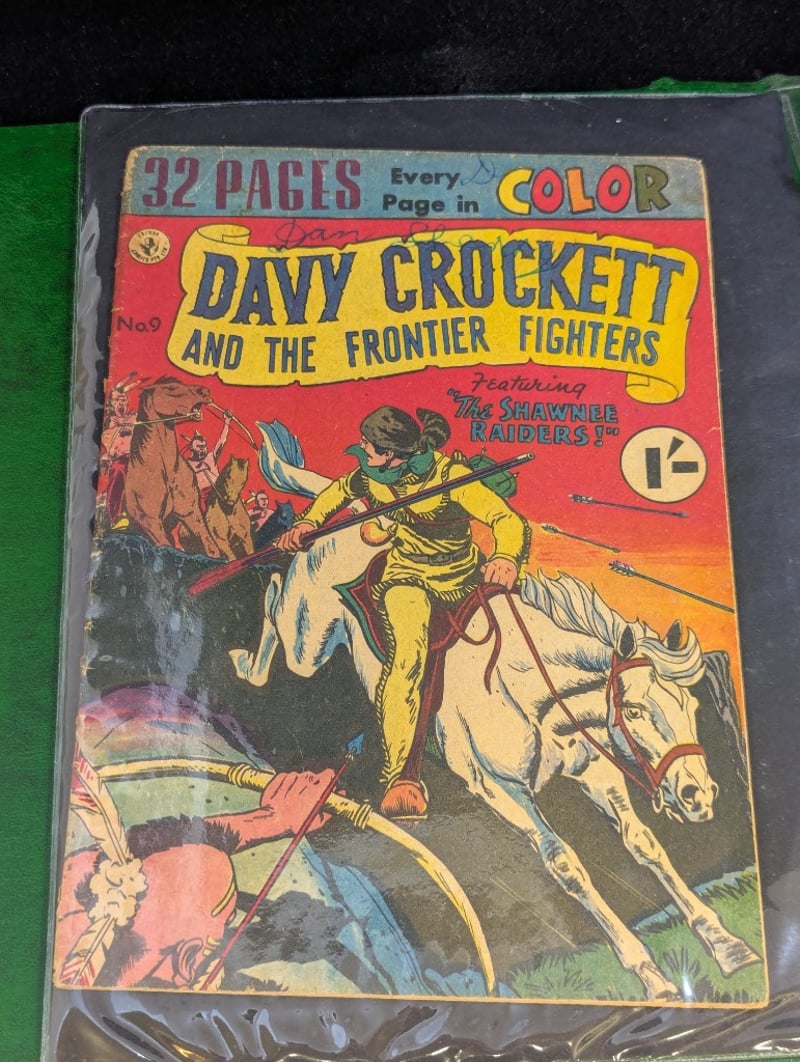 32 PAGES Every Page in COLOR
Dan
DAVY CROCKETT
No.9
AND THE FRONTIER FIGHTERS
Featuring
"The SHAWNEE
RAIDERS!"
1'-